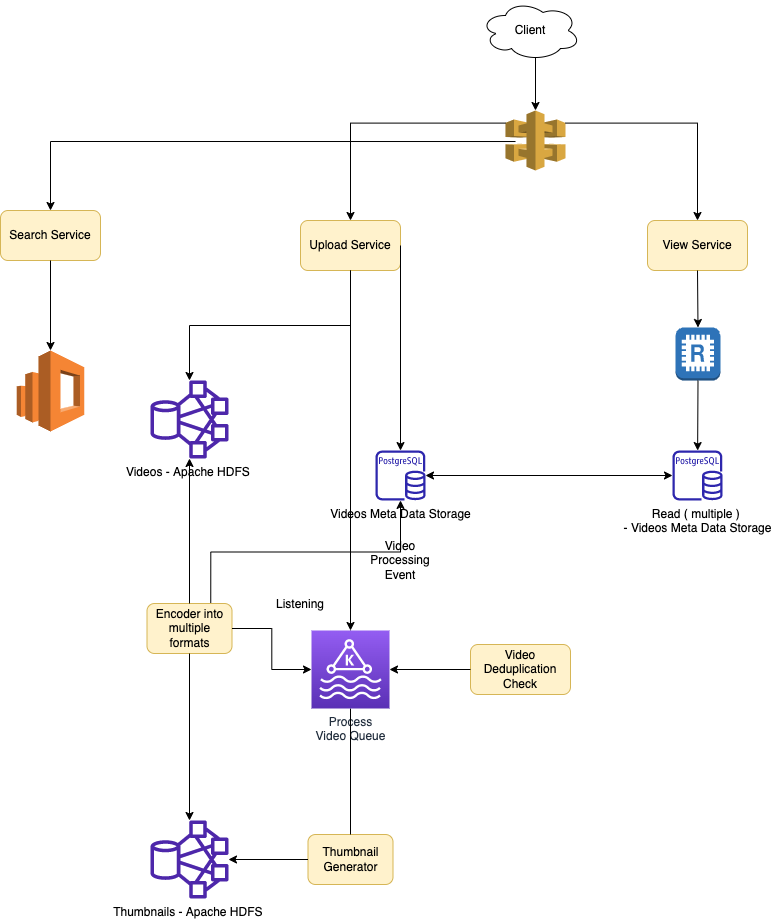 Client
Search Service
Upload Service
View Service
R
Videos - Apache HDFS
PostgreSQL
Videos Meta Data Storage
PostgreSQL
Read ( multiple )
- Videos Meta Data Storage
Video
Processing
Event
Listening
Encoder into
multiple
formats
K
Process
Video Queue
Video
Deduplication
Check
Thumbnail
Generator
Thumbnails - Apache HDFS